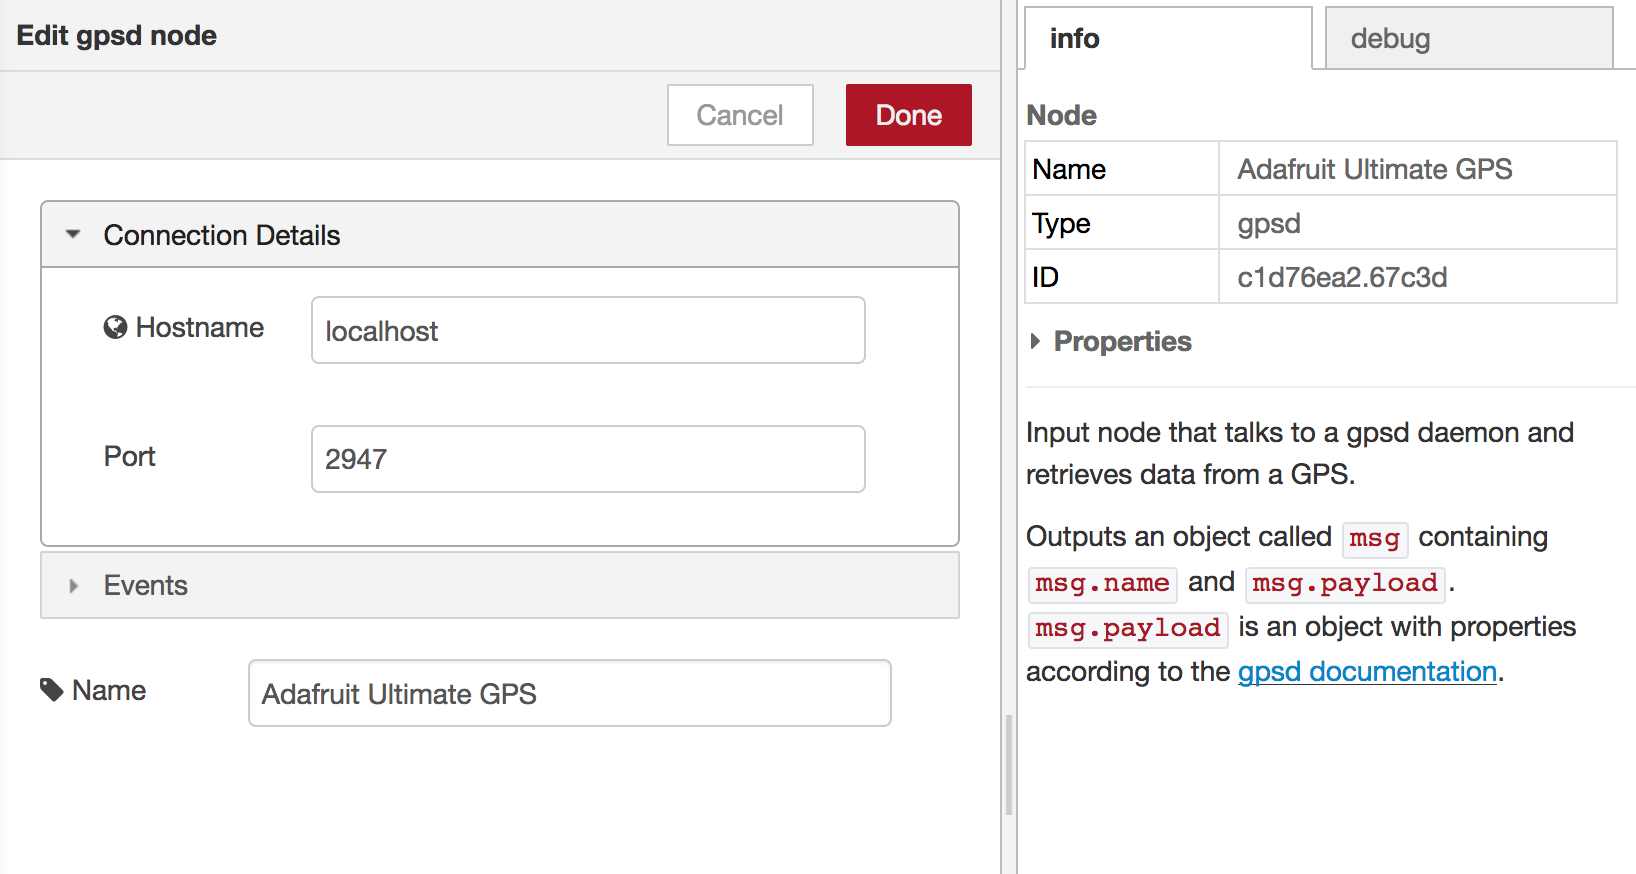 Edit gpsd node
Cancel
Done
Connection Details
Hostname
localhost
Port
2947
Events
Name
Adafruit Ultimate GPS
info
debug
Node
Name Adafruit Ultimate GPS
Type gpsd
ID c1d76ea2.67c3d
Properties
Input node that talks to a gpsd daemon and
retrieves data from a GPS.
Outputs an object called msg containing
msg.name and msg.payload.
msg.payload is an object with properties
according to the gpsd documentation.